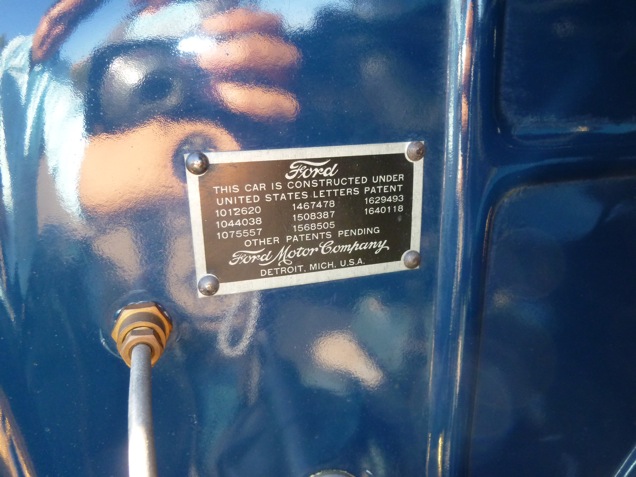 Ford
THIS CAR IS CONSTRUCTED UNDER
UNITED STATES LETTERS PATENT
1012620 1467478 1629493
1044038 1508387 1640118
1075557 1568505
OTHER PATENTS PENDING
Ford Motor Company
DETROIT, MICH. U.S.A.